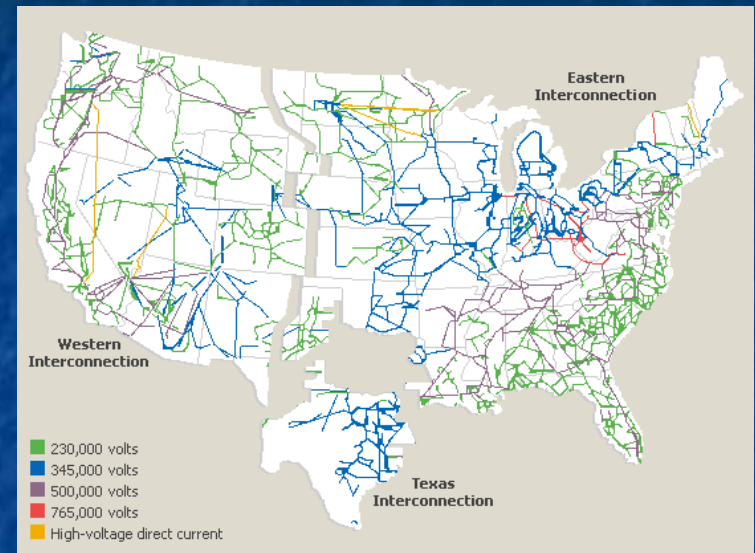 Eastern
Interconnection
Western
Interconnection
Texas
Interconnection
230,000 volts
345,000 volts
500,000 volts
765,000 volts
High-voltage direct current